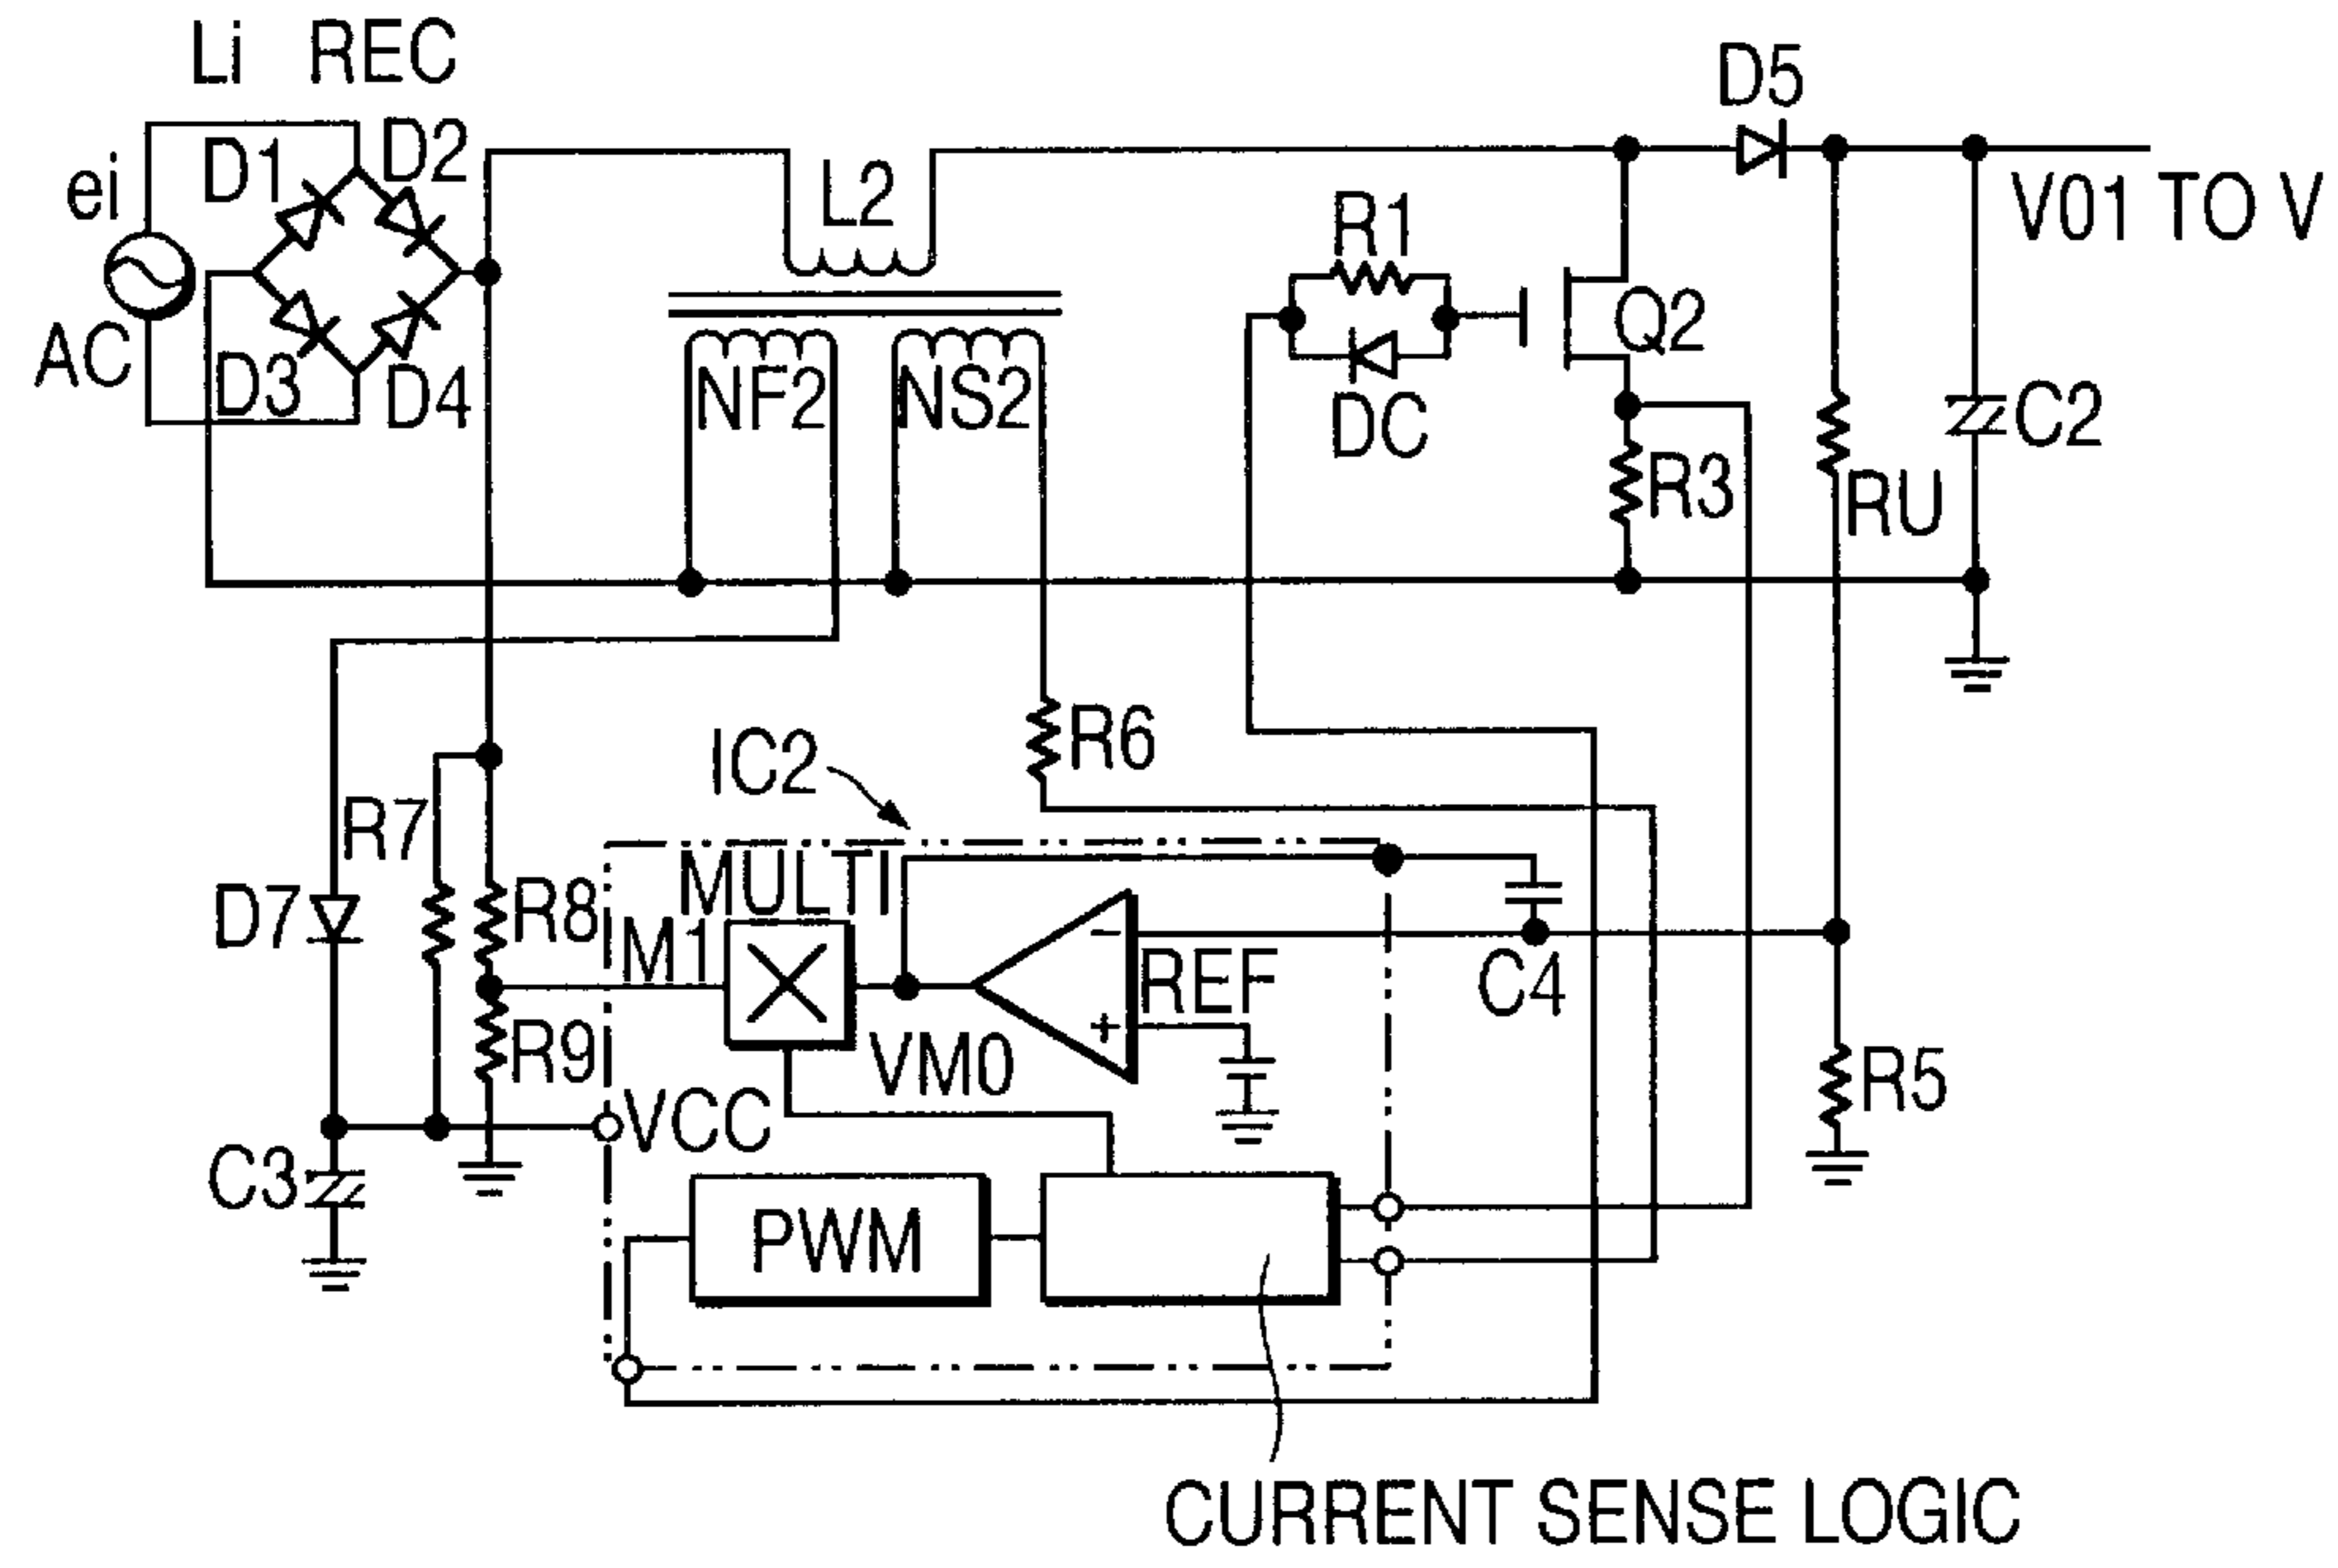 Li REC
D5
D1 D2
ei
L2
R1
V01 TO V
Q2
AC
D3 D4
NF2 NS2
DC
C2
R3
RU
R6
IC2
R7
MULTI
D7
R8
M1
REF
C4
R9
VM0
R5
VCC
C3
PWM
CURRENT SENSE LOGIC